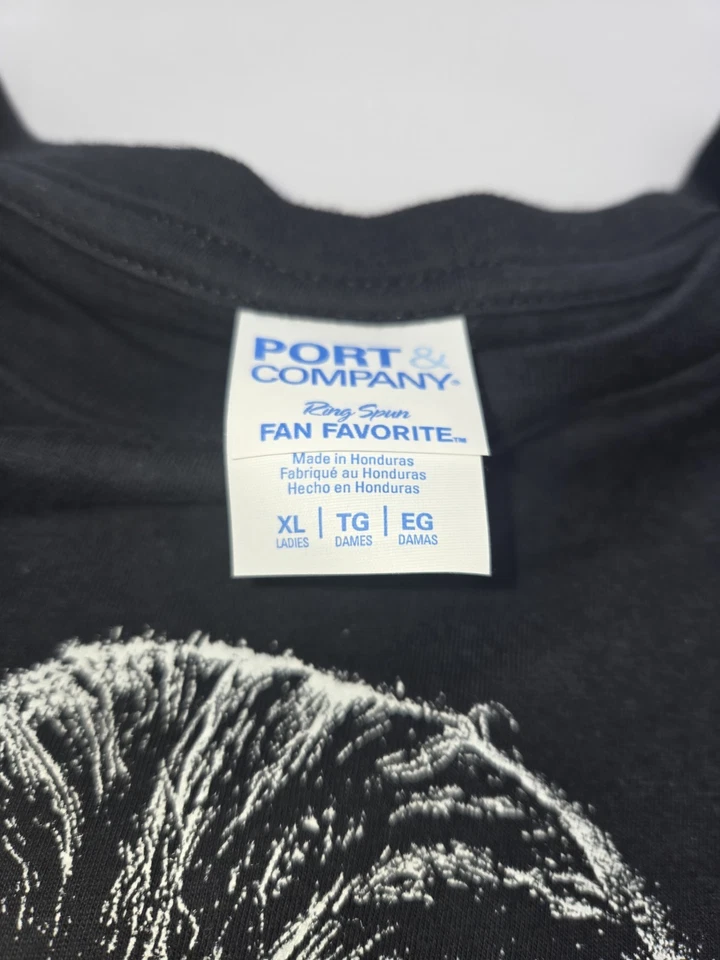 PORT &
COMPANY®
Ring Spun
FAN FAVORITE™
Made in Honduras
Fabriqué au Honduras
Hecho en Honduras
XL | TG | EG
LADIES DAMES DAMAS